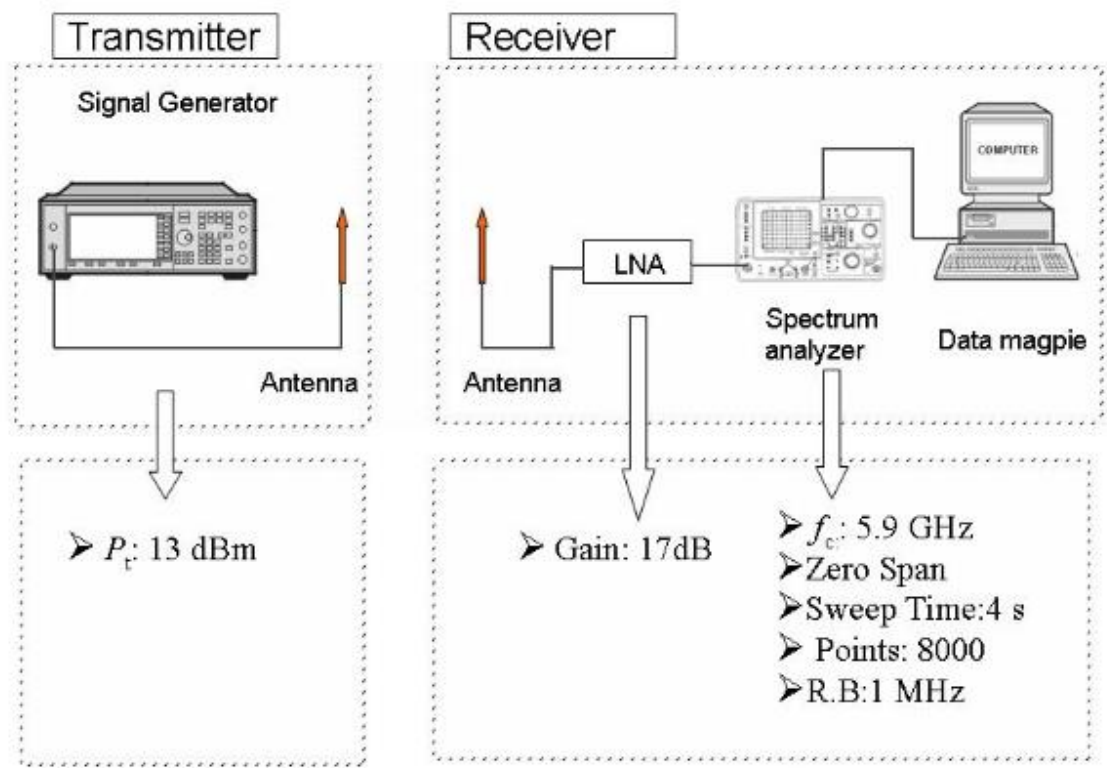 Transmitter
Receiver
Signal Generator
COMPUTER
LNA
Antenna
Antenna
Spectrum
analyzer
Data magpie
➤ Pt: 13 dBm
➤ Gain: 17dB
➤ fc: 5.9 GHz
➤Zero Span
➤Sweep Time:4 s
➤ Points: 8000
➤R.B:1 MHz